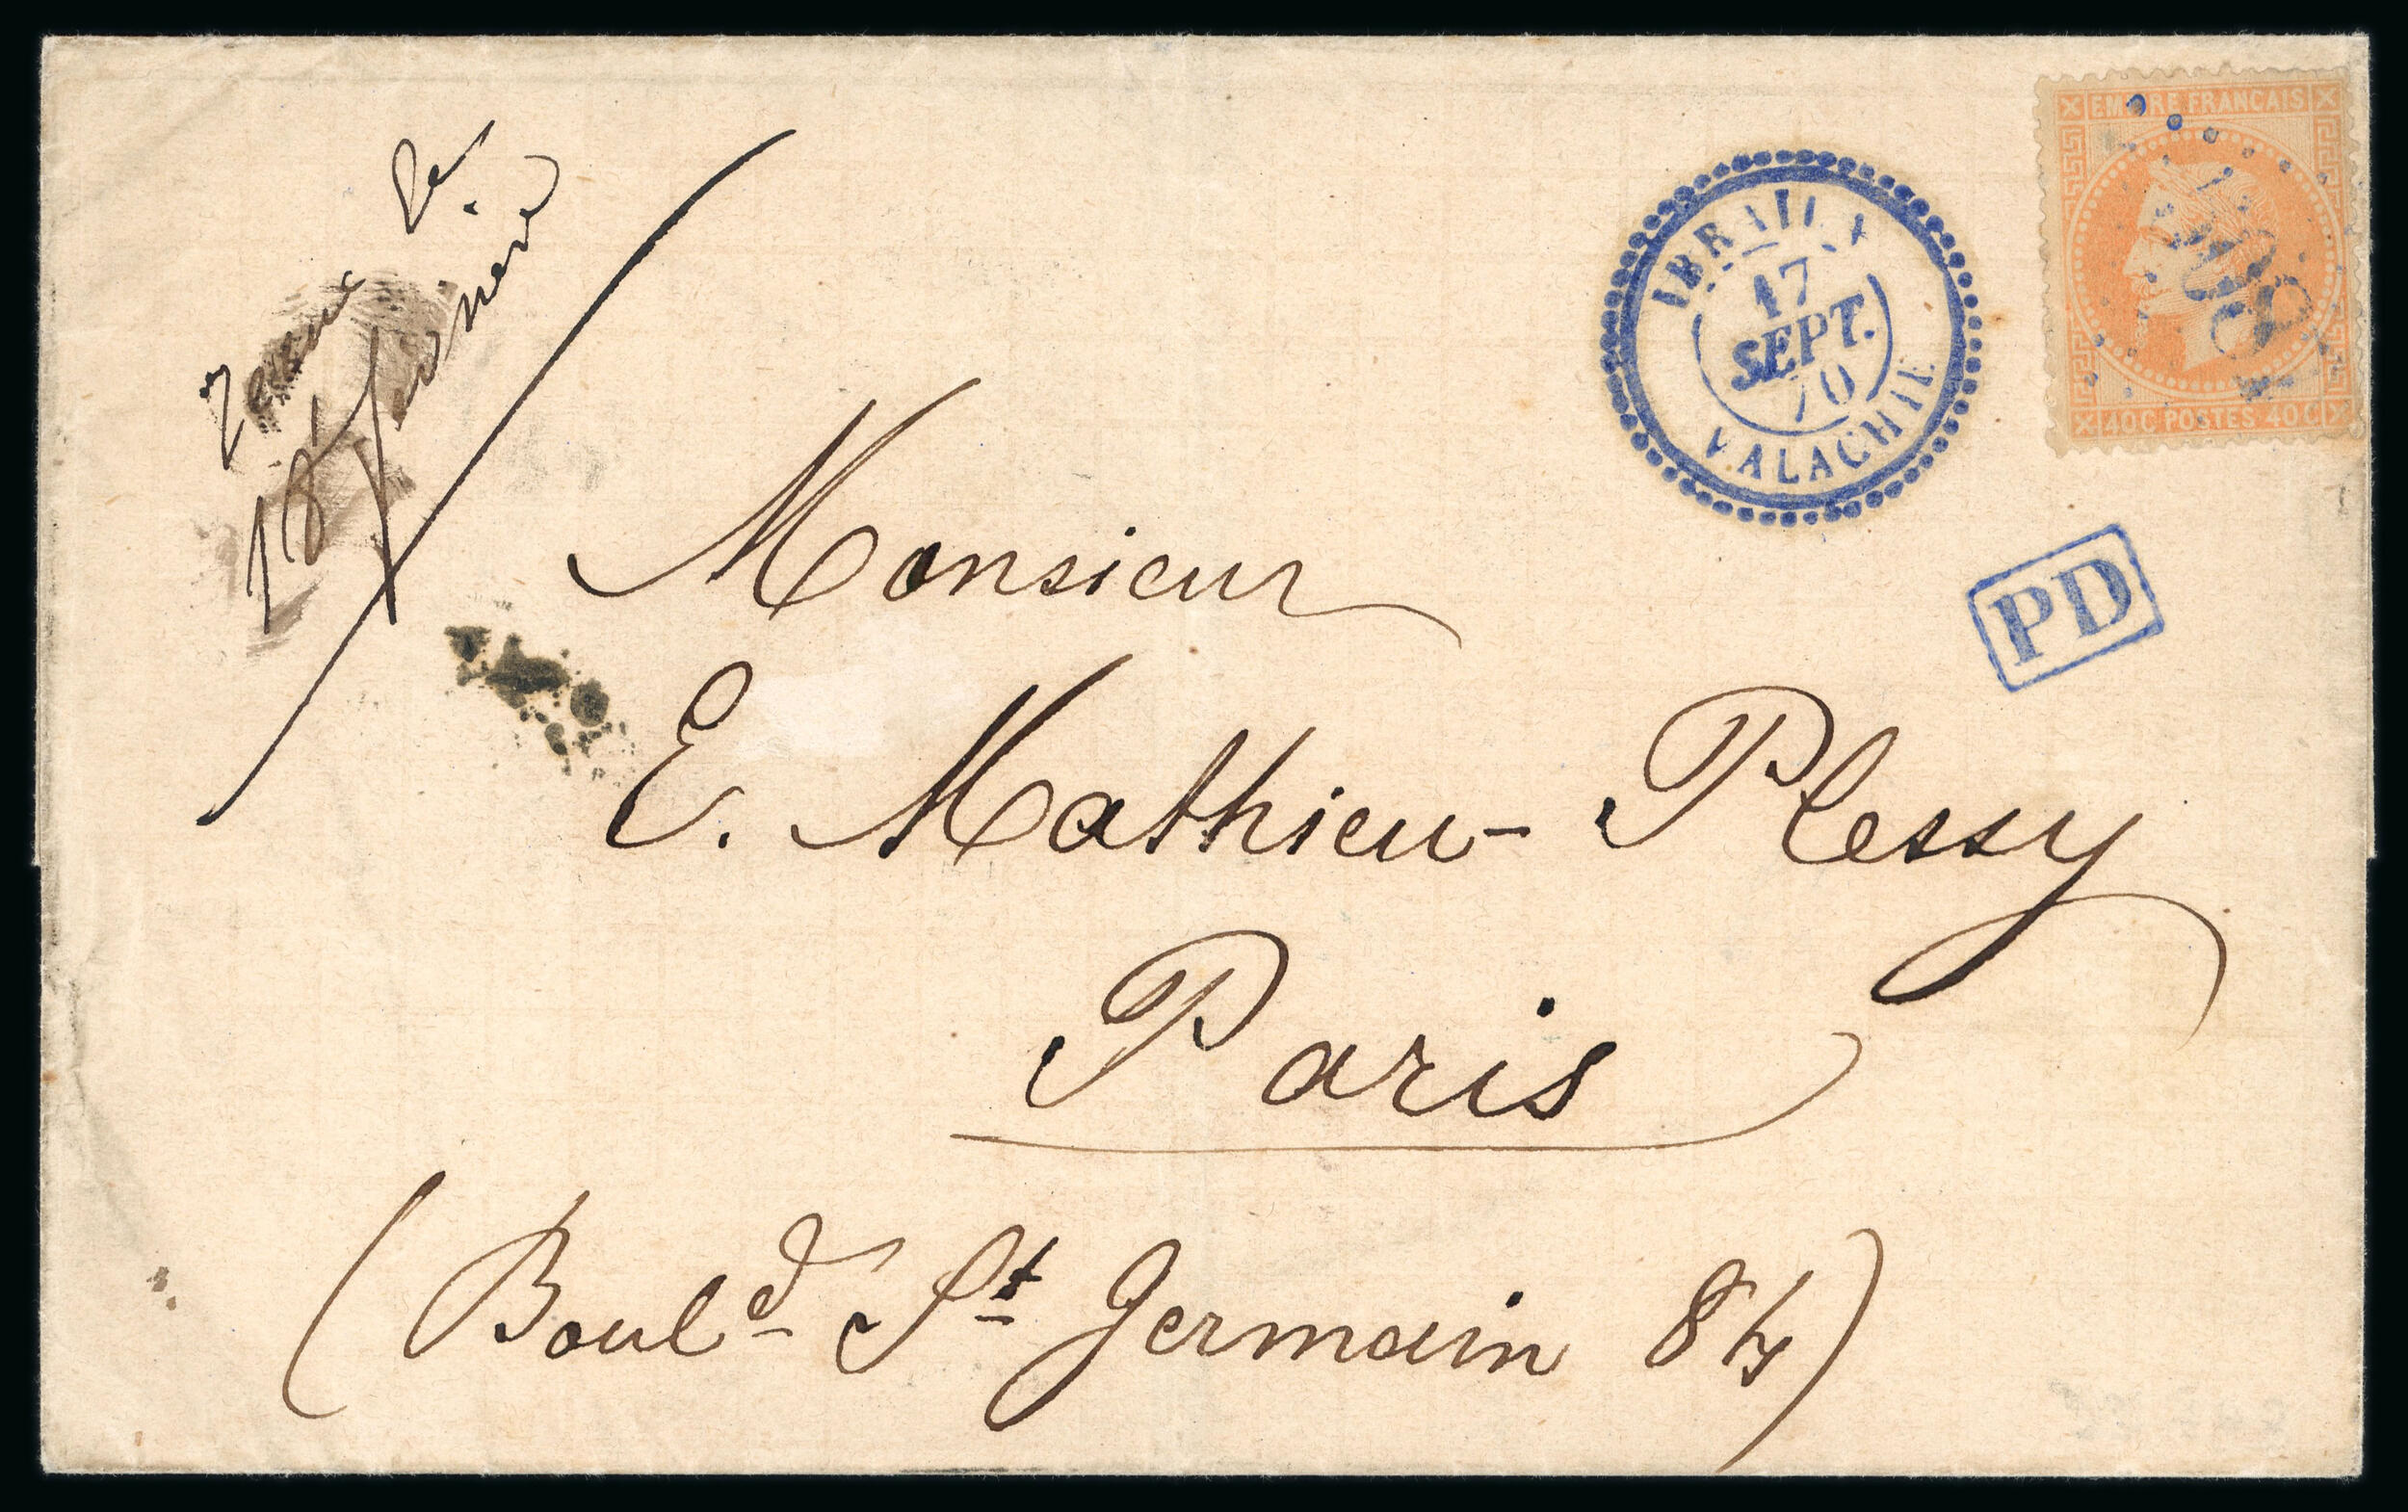 EMPIRE FRANCAIS
40C POSTES 40C
IBRAILA
17
SEPT.
70
VALACHIE
PD
Monsieur
E. Mathieu-Plessy
Paris
(Boul^d S^t Germain 84)